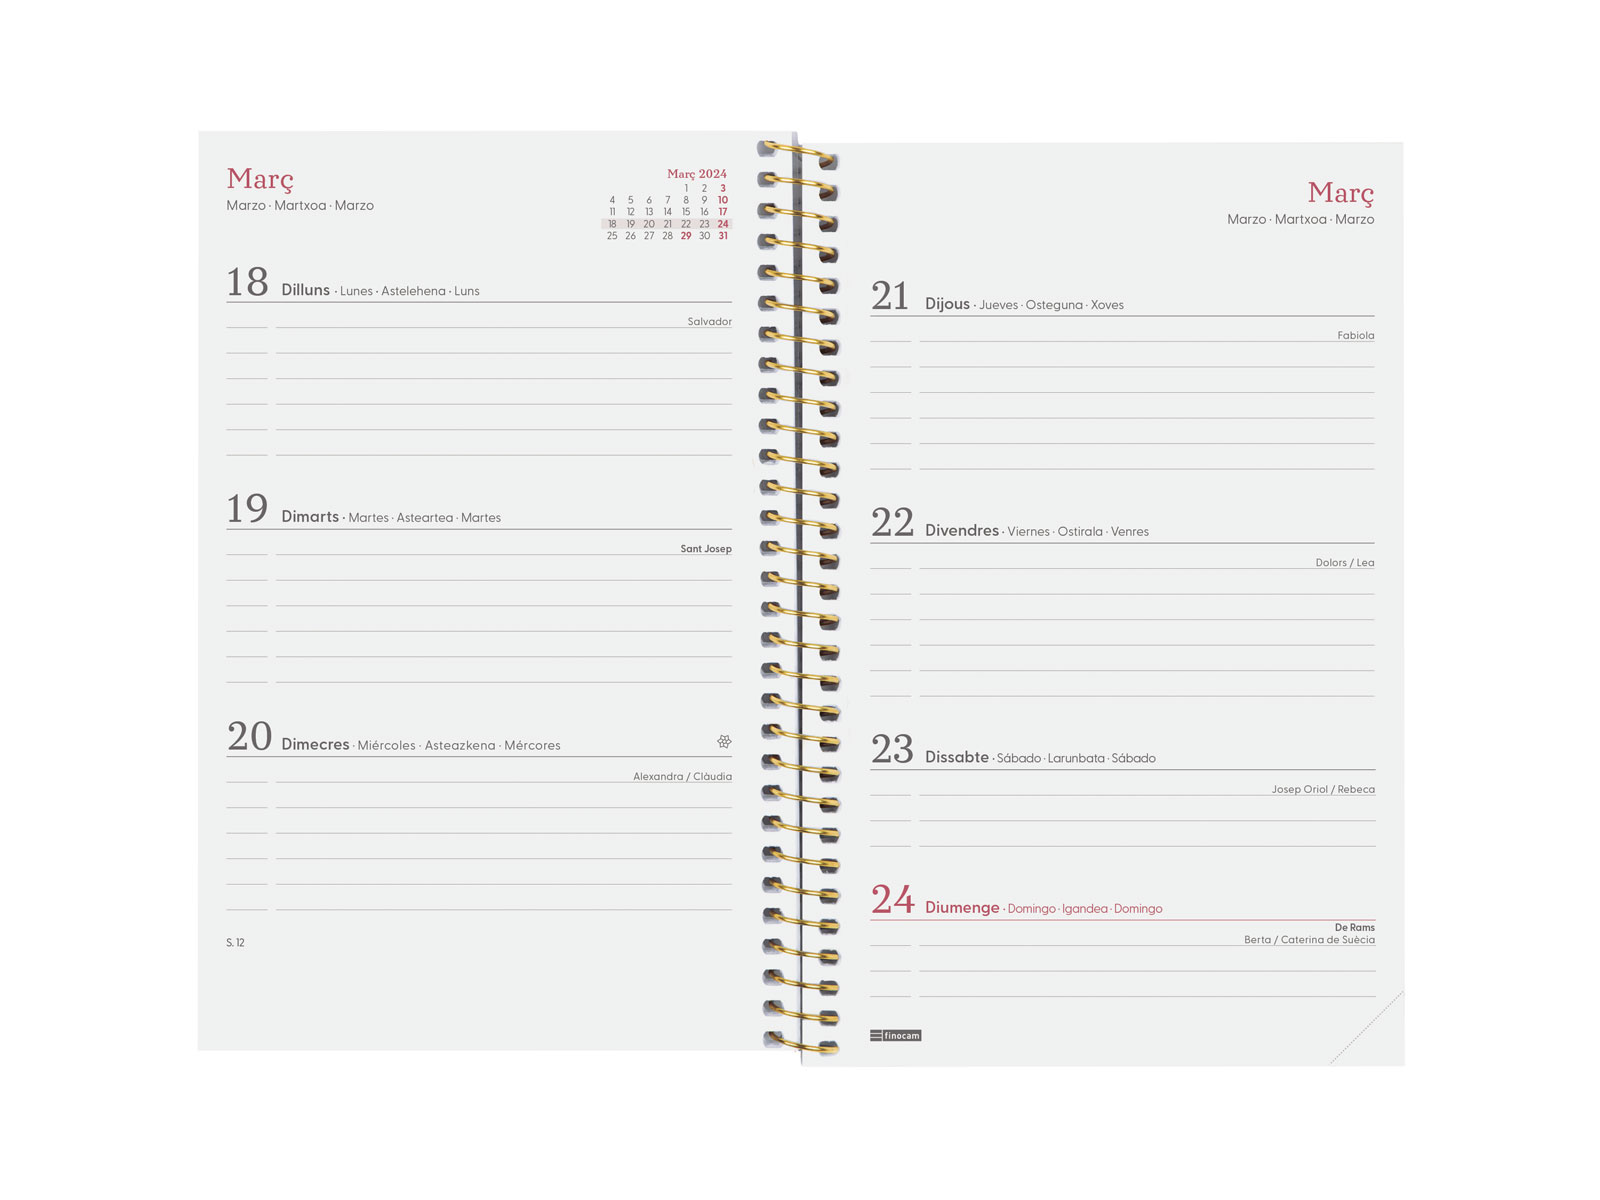 Març
Marzo · Martxoa · Marzo
Març 2024
1 2 3
4 5 6 7 8 9 10
11 12 13 14 15 16 17
18 19 20 21 22 23 24
25 26 27 28 29 30 31
18 Dilluns · Lunes · Astelehena · Luns
Salvador
19 Dimarts · Martes · Asteartea · Martes
Sant Josep
20 Dimecres · Miércoles · Asteazkena · Mércores
Alexandra / Clàudia
S. 12
Març
Marzo · Martxoa · Marzo
21 Dijous · Jueves · Osteguna · Xoves
Fabiola
22 Divendres · Viernes · Ostirala · Venres
Dolors / Lea
23 Dissabte · Sábado · Larunbata · Sábado
Josep Oriol / Rebeca
24 Diumenge · Domingo · Igandea · Domingo
De Rams
Berta / Caterina de Suècia
finocam